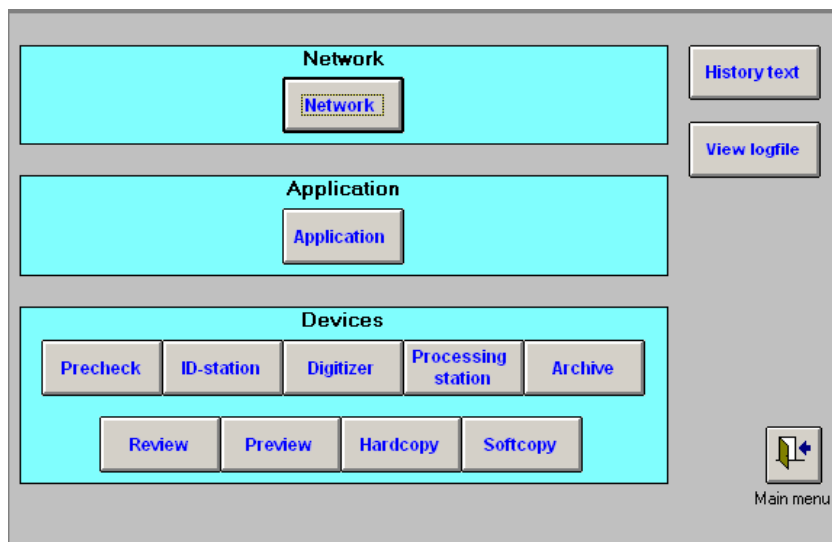 Network
Network
History text
View logfile
Application
Application
Devices
Precheck
ID-station
Digitizer
Processing
station
Archive
Review
Preview
Hardcopy
Softcopy
Main menu